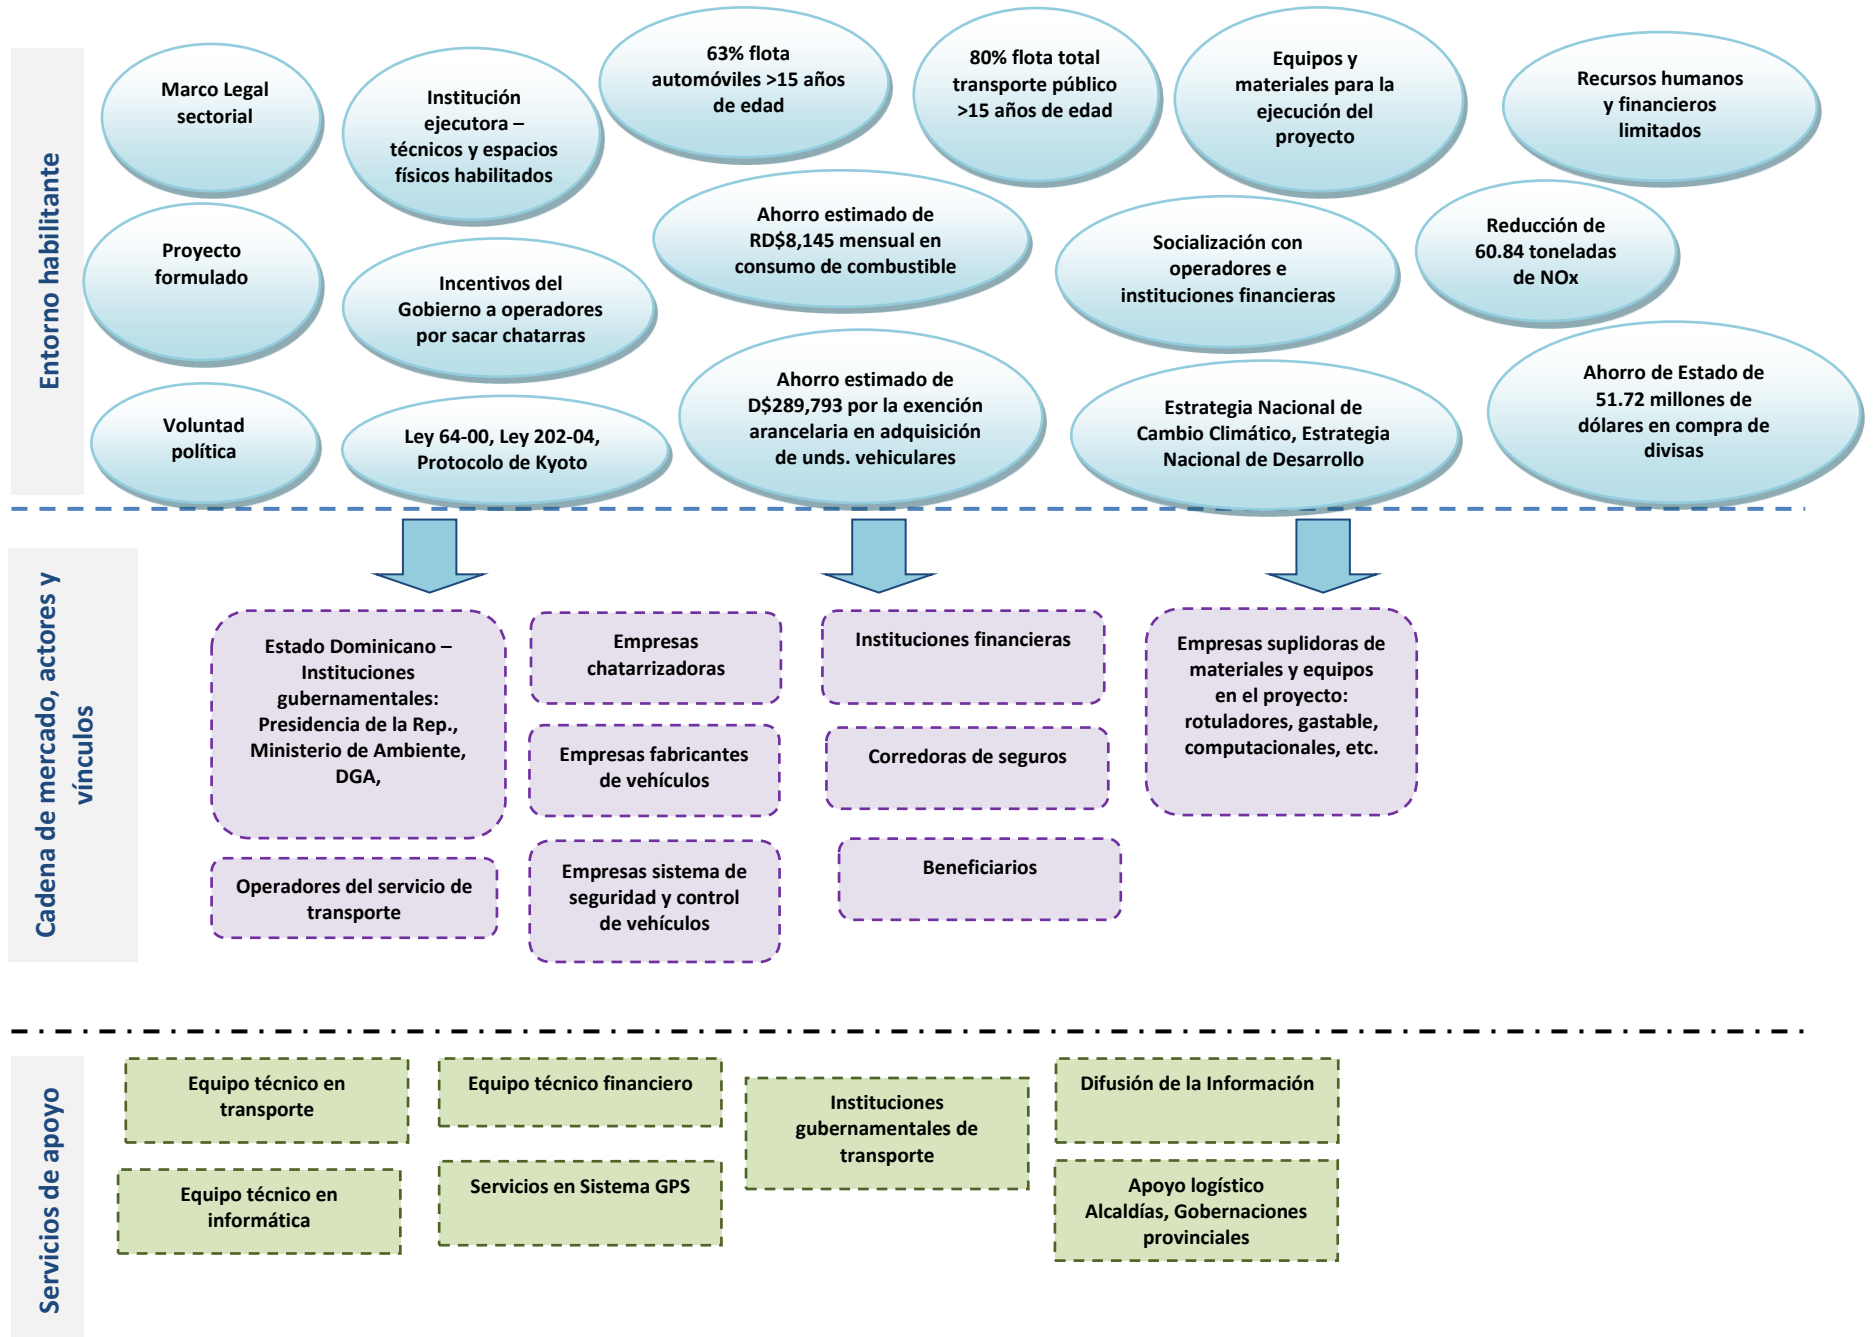 Entorno habilitante
Marco Legal
sectorial
Institución
ejecutora –
técnicos y espacios
físicos habilitados
63% flota
automóviles >15 años
de edad
80% flota total
transporte público
>15 años de edad
Equipos y
materiales para la
ejecución del
proyecto
Recursos humanos
y financieros
limitados
Proyecto
formulado
Incentivos del
Gobierno a operadores
por sacar chatarras
Ahorro estimado de
RD$8,145 mensual en
consumo de combustible
Socialización con
operadores e
instituciones financieras
Reducción de
60.84 toneladas
de NOx
Voluntad
política
Ley 64-00, Ley 202-04,
Protocolo de Kyoto
Ahorro estimado de
D$289,793 por la exención
arancelaria en adquisición
de unds. vehiculares
Estrategia Nacional de
Cambio Climático, Estrategia
Nacional de Desarrollo
Ahorro de Estado de
51.72 millones de
dólares en compra de
divisas
Cadena de mercado, actores y
vínculos
Estado Dominicano –
Instituciones
gubernamentales:
Presidencia de la Rep.,
Ministerio de Ambiente,
DGA,
Empresas
chatarrizadoras
Instituciones financieras
Empresas suplidoras de
materiales y equipos
en el proyecto:
rotuladores, gastable,
computacionales, etc.
Empresas fabricantes
de vehículos
Corredoras de seguros
Operadores del servicio de
transporte
Empresas sistema de
seguridad y control
de vehículos
Beneficiarios
Servicios de apoyo
Equipo técnico en
transporte
Equipo técnico financiero
Instituciones
gubernamentales de
transporte
Difusión de la Información
Equipo técnico en
informática
Servicios en Sistema GPS
Apoyo logístico
Alcaldías, Gobernaciones
provinciales